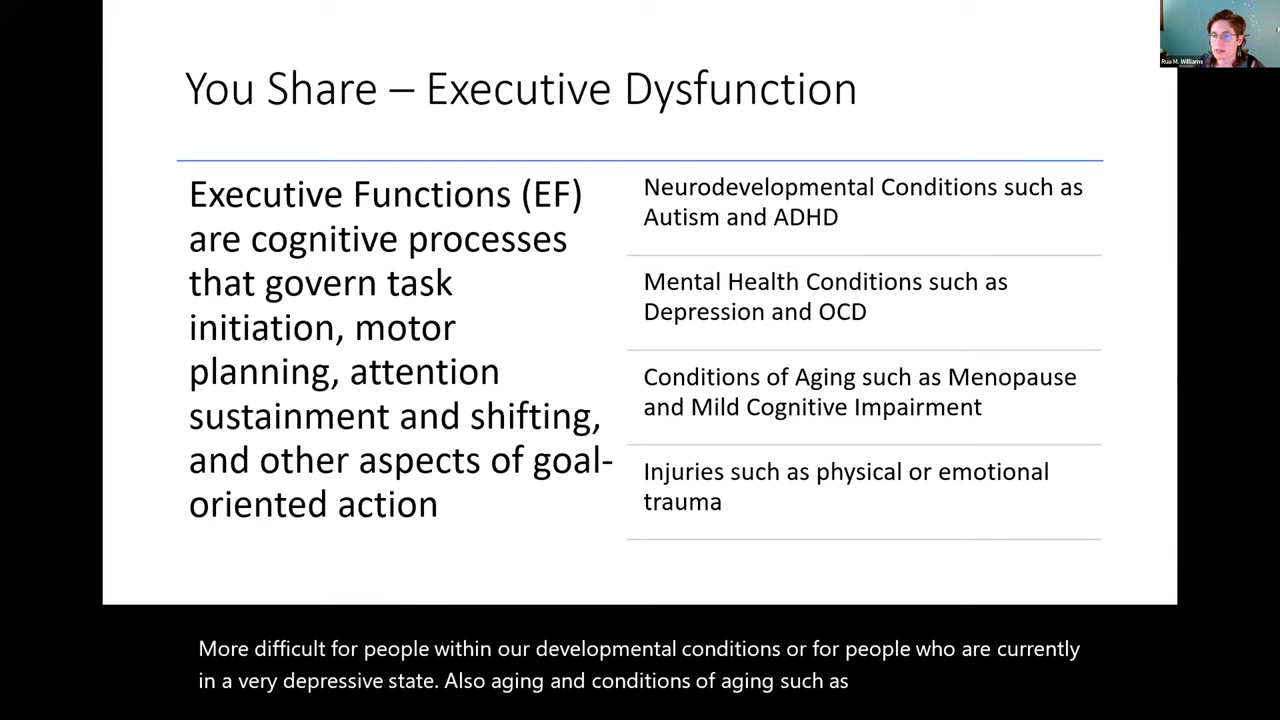 You Share – Executive Dysfunction
Executive Functions (EF)
are cognitive processes
that govern task
initiation, motor
planning, attention
sustainment and shifting,
and other aspects of goal-
oriented action
Neurodevelopmental Conditions such as
Autism and ADHD
Mental Health Conditions such as
Depression and OCD
Conditions of Aging such as Menopause
and Mild Cognitive Impairment
Injuries such as physical or emotional
trauma
Rua M. Williams
More difficult for people within our developmental conditions or for people who are currently
in a very depressive state. Also aging and conditions of aging such as